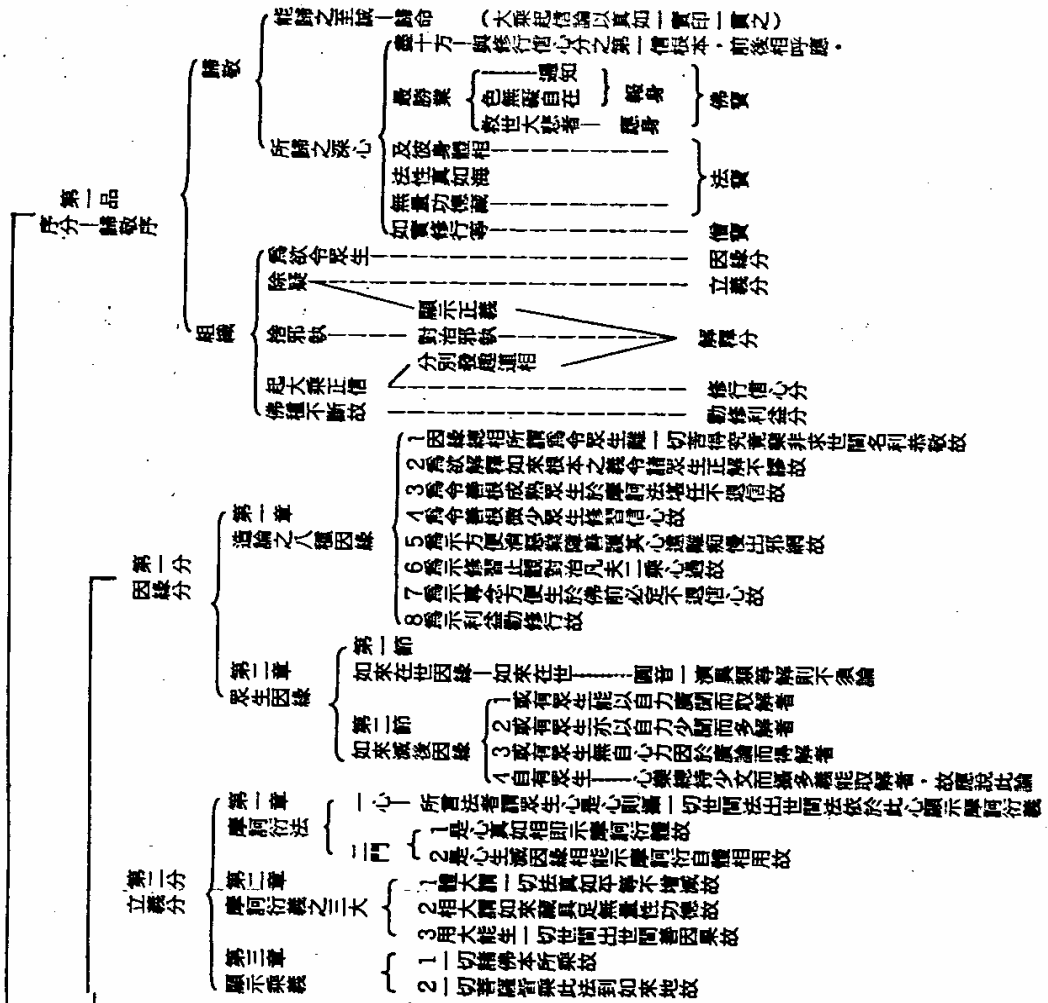 第一品
序分—歸敬序
歸敬
能歸之至誠—歸命　（大乘起信論以真如一實印一貫之）
所歸之深心
盡十方—與修行信心分之第一信根本，前後相呼應。
最勝業
遍知
色無礙自在
報身
救世大悲者—應身
佛寶
及彼身體相
法性真如海
無量功德藏
法寶
如實修行等
僧寶
組織
為欲令眾生
因緣分
除疑
立義分
顯示正義
捨邪執
對治邪執
解釋分
分別發趣道相
起大乘正信
修行信心分
佛種不斷故
勸修利益分
第一分
因緣分
第一章
造論之八種因緣
1因緣總相所謂為令眾生離一切苦得究竟樂非求世間名利恭敬故
2為欲解釋如來根本之義令諸眾生正解不謬故
3為令善根成熟眾生於摩訶法堪任不退信故
4為令善根微少眾生修習信心故
5為示方便消惡業障善護其心遠離癡慢出邪網故
6為示修習止觀對治凡夫二乘心過故
7為示專念方便生於佛前必定不退信心故
8為示利益勸修行故
第二章
眾生因緣
第一節
如來在世因緣—如來在世—圓音一演異類等解則不須論
第二節
如來滅後因緣
1或有眾生能以自力廣聞而取解者
2或有眾生亦以自力少聞而多解者
3或有眾生無自心力因於廣論而得解者
4自有眾生—心樂總持少文而攝多義能取解者，故應說此論
第二分
立義分
第一章
摩訶衍法
一心—所言法者謂眾生心是心則攝一切世間法出世間法依於此心顯示摩訶衍義
二門
1是心真如相即示摩訶衍體故
2是心生滅因緣相能示摩訶衍自體相用故
第二章
摩訶衍義之三大
1體大謂一切法真如平等不增減故
2相大謂如來藏具足無量性功德故
3用大能生一切世間出世間善因果故
第三章
顯示乘義
1一切諸佛本所乘故
2一切菩薩皆乘此法到如來地故